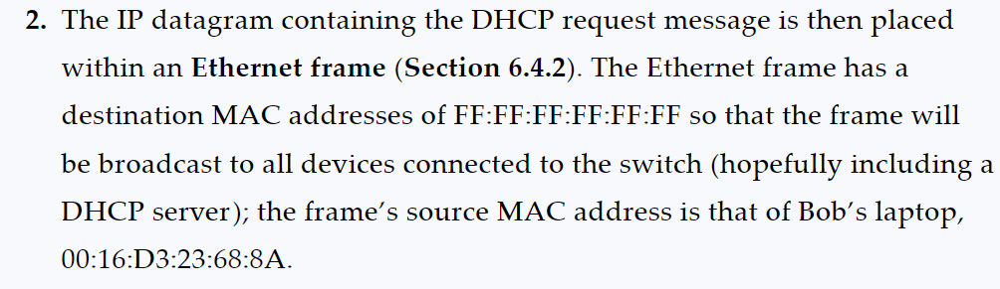 2. The IP datagram containing the DHCP request message is then placed
within an Ethernet frame (Section 6.4.2). The Ethernet frame has a
destination MAC addresses of FF:FF:FF:FF:FF:FF so that the frame will
be broadcast to all devices connected to the switch (hopefully including a
DHCP server); the frame’s source MAC address is that of Bob’s laptop,
00:16:D3:23:68:8A.